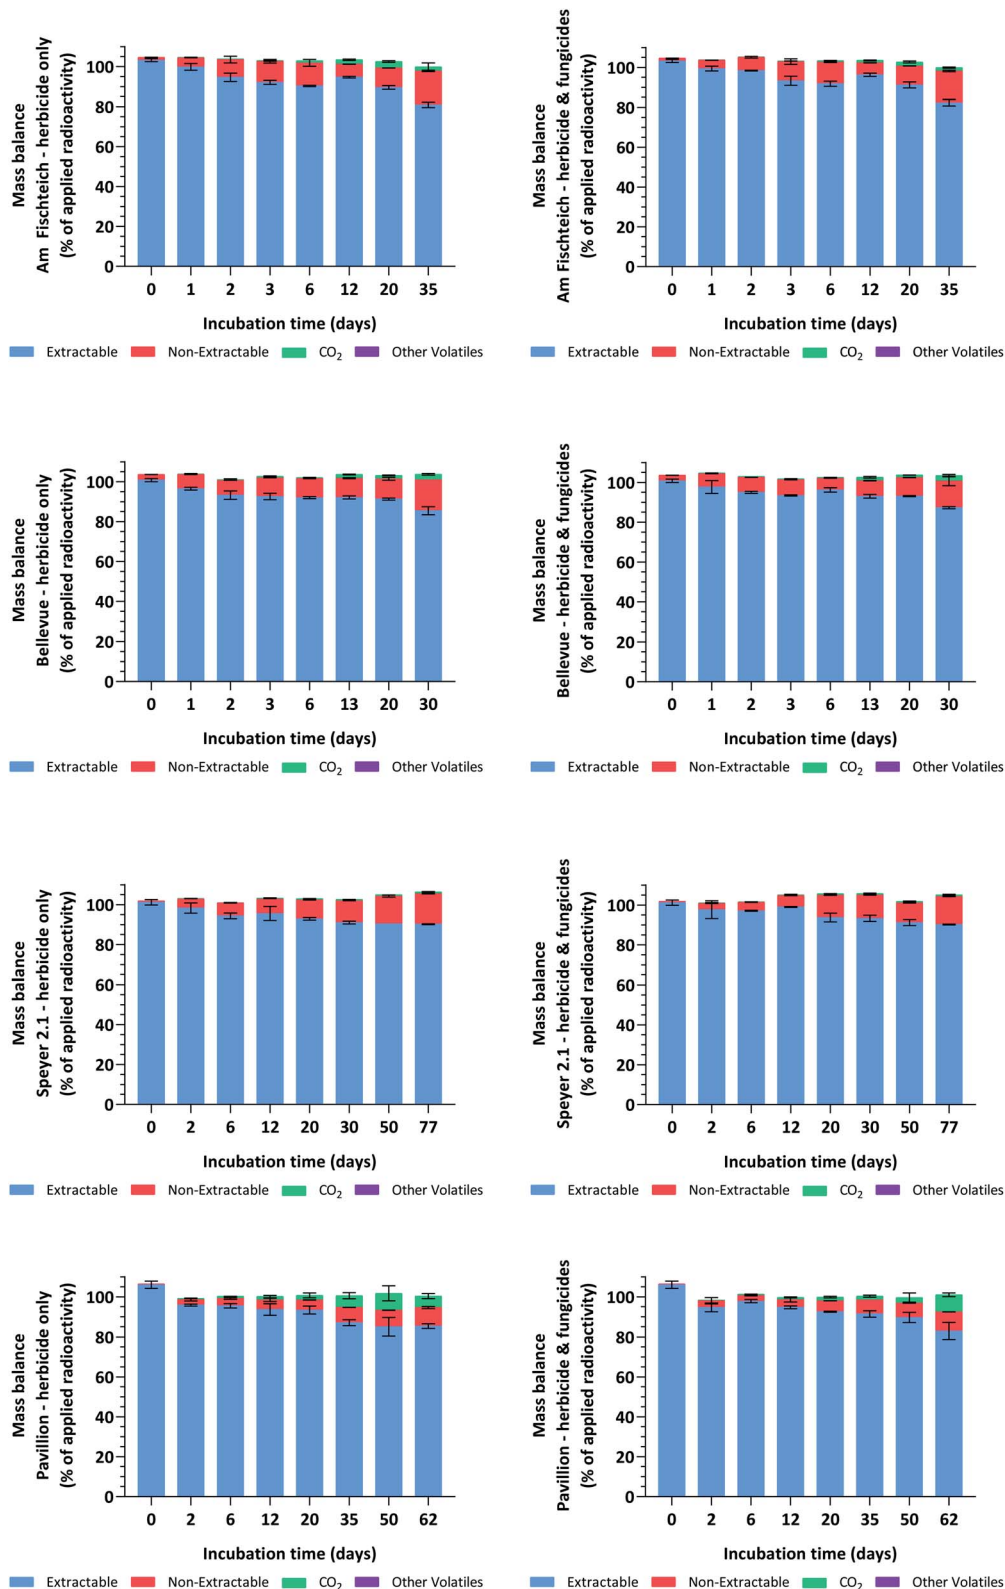 Mass balance
Am Fischteich - herbicide only
(% of applied radioactivity)
100
80
60
40
20
0
0 1 2 3 6 12 20 35
Incubation time (days)
Extractable Non-Extractable CO₂ Other Volatiles
Mass balance
Am Fischteich - herbicide & fungicides
(% of applied radioactivity)
100
80
60
40
20
0
0 1 2 3 6 12 20 35
Incubation time (days)
Extractable Non-Extractable CO₂ Other Volatiles
Mass balance
Bellevue - herbicide only
(% of applied radioactivity)
100
80
60
40
20
0
0 1 2 3 6 13 20 30
Incubation time (days)
Extractable Non-Extractable CO₂ Other Volatiles
Mass balance
Bellevue - herbicide & fungicides
(% of applied radioactivity)
100
80
60
40
20
0
0 1 2 3 6 13 20 30
Incubation time (days)
Extractable Non-Extractable CO₂ Other Volatiles
Mass balance
Speyer 2.1 - herbicide only
(% of applied radioactivity)
100
80
60
40
20
0
0 2 6 12 20 30 50 77
Incubation time (days)
Extractable Non-Extractable CO₂ Other Volatiles
Mass balance
Speyer 2.1 - herbicide & fungicides
(% of applied radioactivity)
100
80
60
40
20
0
0 2 6 12 20 30 50 77
Incubation time (days)
Extractable Non-Extractable CO₂ Other Volatiles
Mass balance
Pavillion - herbicide only
(% of applied radioactivity)
100
80
60
40
20
0
0 2 6 12 20 35 50 62
Incubation time (days)
Extractable Non-Extractable CO₂ Other Volatiles
Mass balance
Pavillion - herbicide & fungicides
(% of applied radioactivity)
100
80
60
40
20
0
0 2 6 12 20 35 50 62
Incubation time (days)
Extractable Non-Extractable CO₂ Other Volatiles